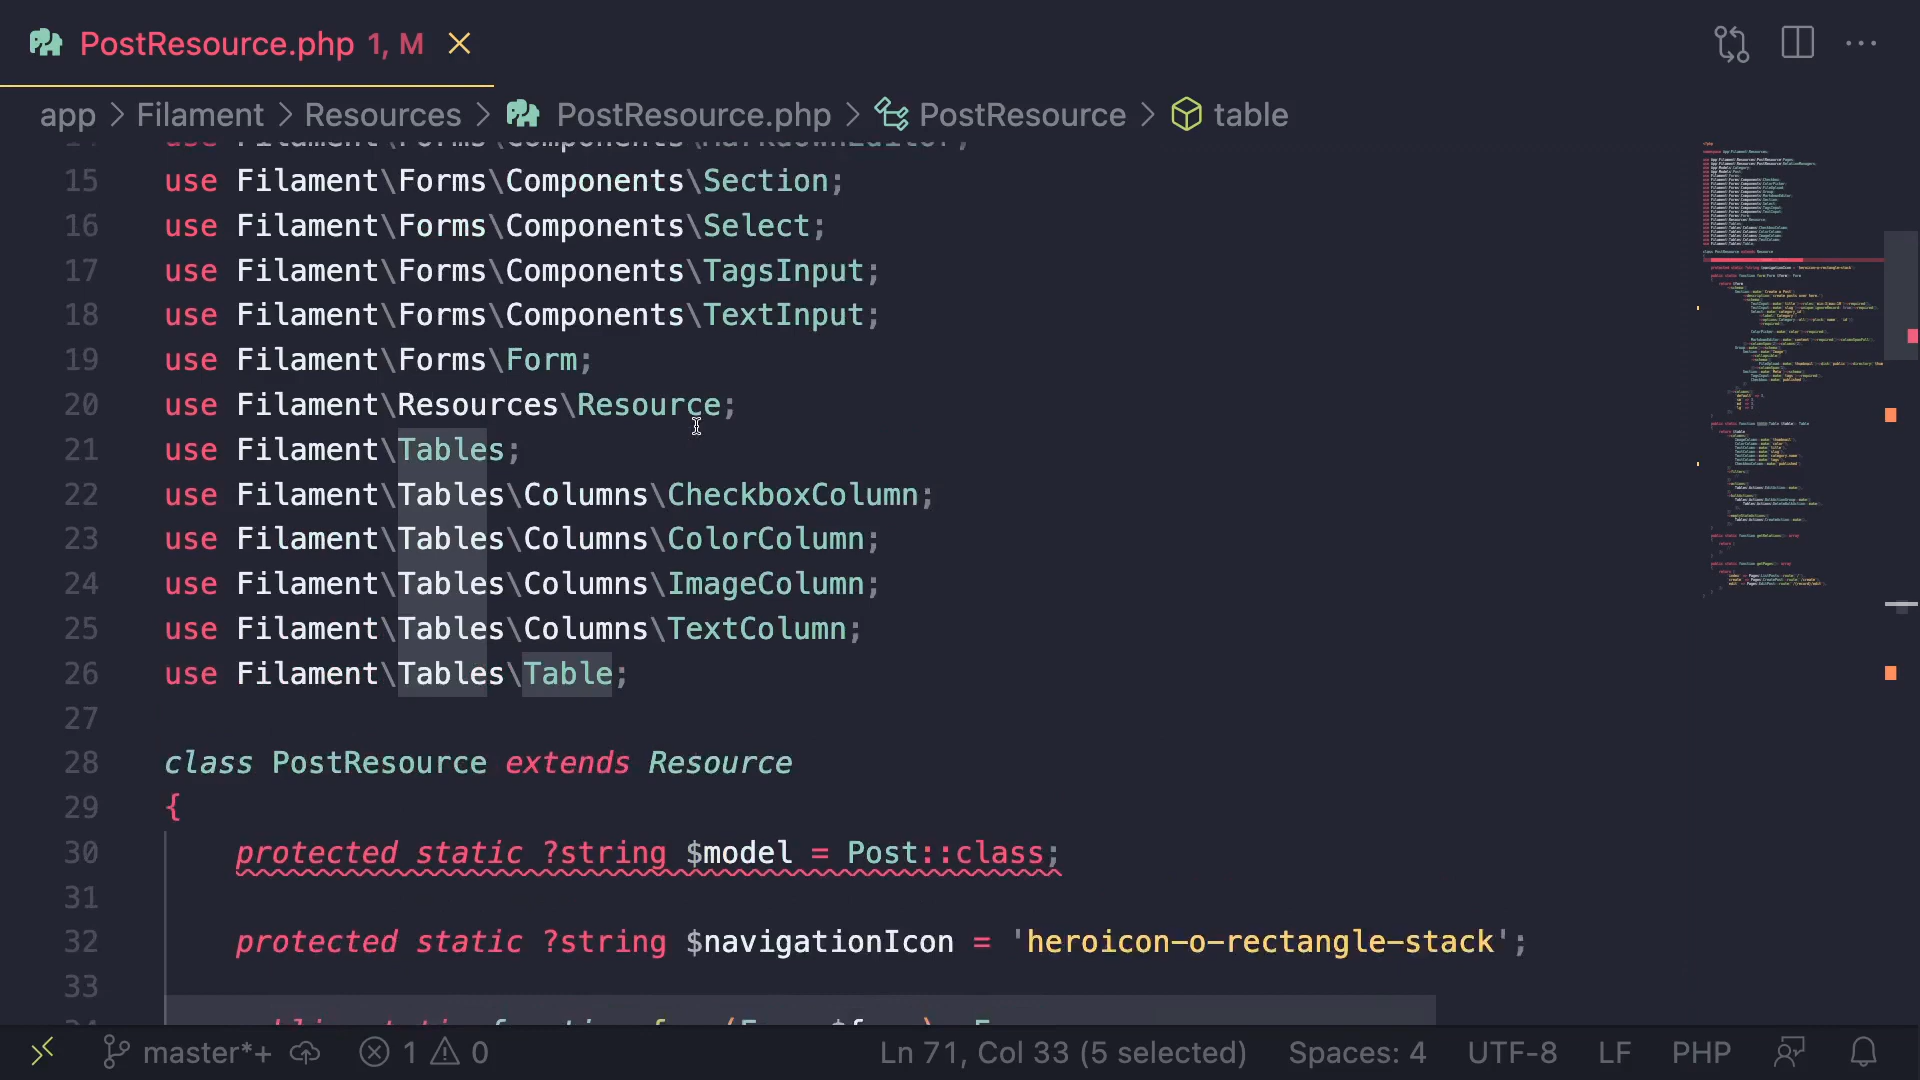 PostResource.php 1, M
app > Filament > Resources > PostResource.php > PostResource > table
14 use Filament\Forms\Components\MarkdownEditor;
15 use Filament\Forms\Components\Section;
16 use Filament\Forms\Components\Select;
17 use Filament\Forms\Components\TagsInput;
18 use Filament\Forms\Components\TextInput;
19 use Filament\Forms\Form;
20 use Filament\Resources\Resource;
21 use Filament\Tables;
22 use Filament\Tables\Columns\CheckboxColumn;
23 use Filament\Tables\Columns\ColorColumn;
24 use Filament\Tables\Columns\ImageColumn;
25 use Filament\Tables\Columns\TextColumn;
26 use Filament\Tables\Table;
27
28 class PostResource extends Resource
29 {
30 protected static ?string $model = Post::class;
31
32 protected static ?string $navigationIcon = 'heroicon-o-rectangle-stack';
33
master*+ 1 0 Ln 71, Col 33 (5 selected) Spaces: 4 UTF-8 LF PHP